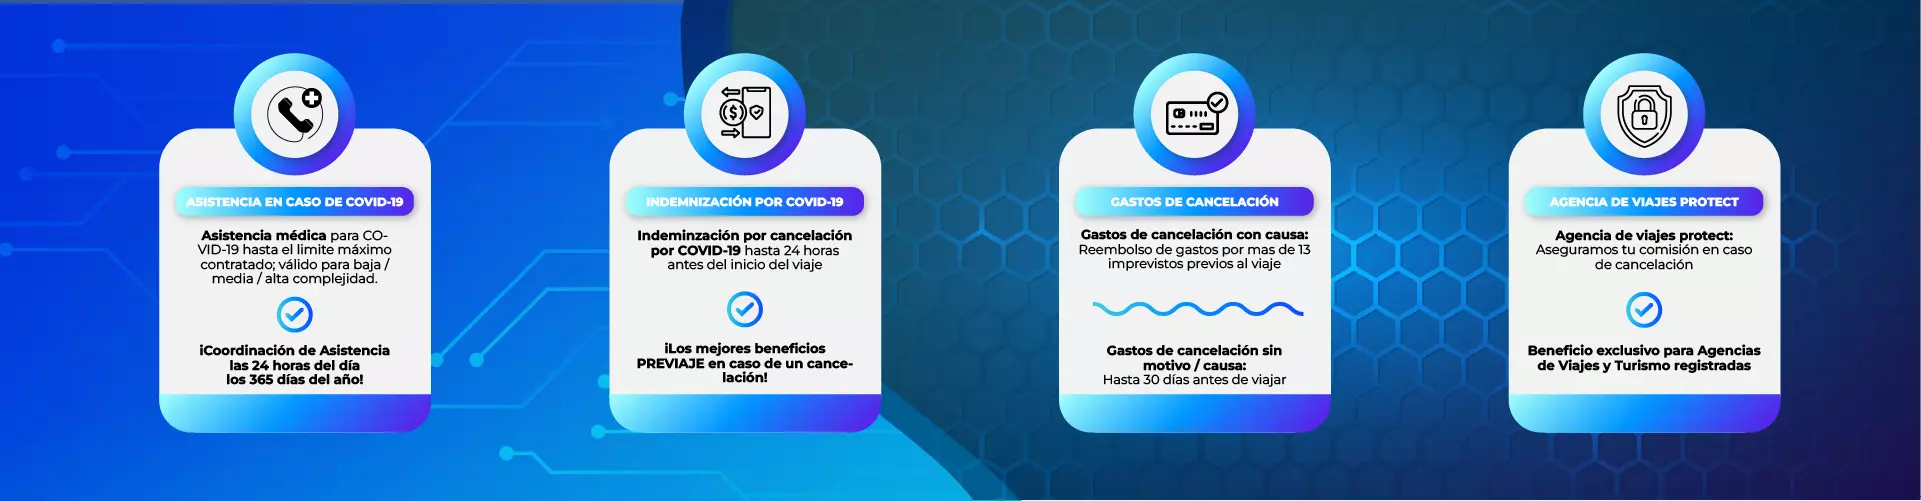 ASISTENCIA EN CASO DE COVID-19
Asistencia médica para CO-
VID-19 hasta el limite máximo
contratado; válido para baja /
media / alta complejidad.
¡Coordinación de Asistencia
las 24 horas del día
los 365 días del año!
INDEMNIZACIÓN POR COVID-19
Indeminzación por cancelación
por COVID-19 hasta 24 horas
antes del inicio del viaje
¡Los mejores beneficios
PREVIAJE en caso de un cance-
lación!
GASTOS DE CANCELACIÓN
Gastos de cancelación con causa:
Reembolso de gastos por mas de 13
imprevistos previos al viaje
Gastos de cancelación sin
motivo / causa:
Hasta 30 días antes de viajar
AGENCIA DE VIAJES PROTECT
Agencia de viajes protect:
Aseguramos tu comisión en caso
de cancelación
Beneficio exclusivo para Agencias
de Viajes y Turismo registradas